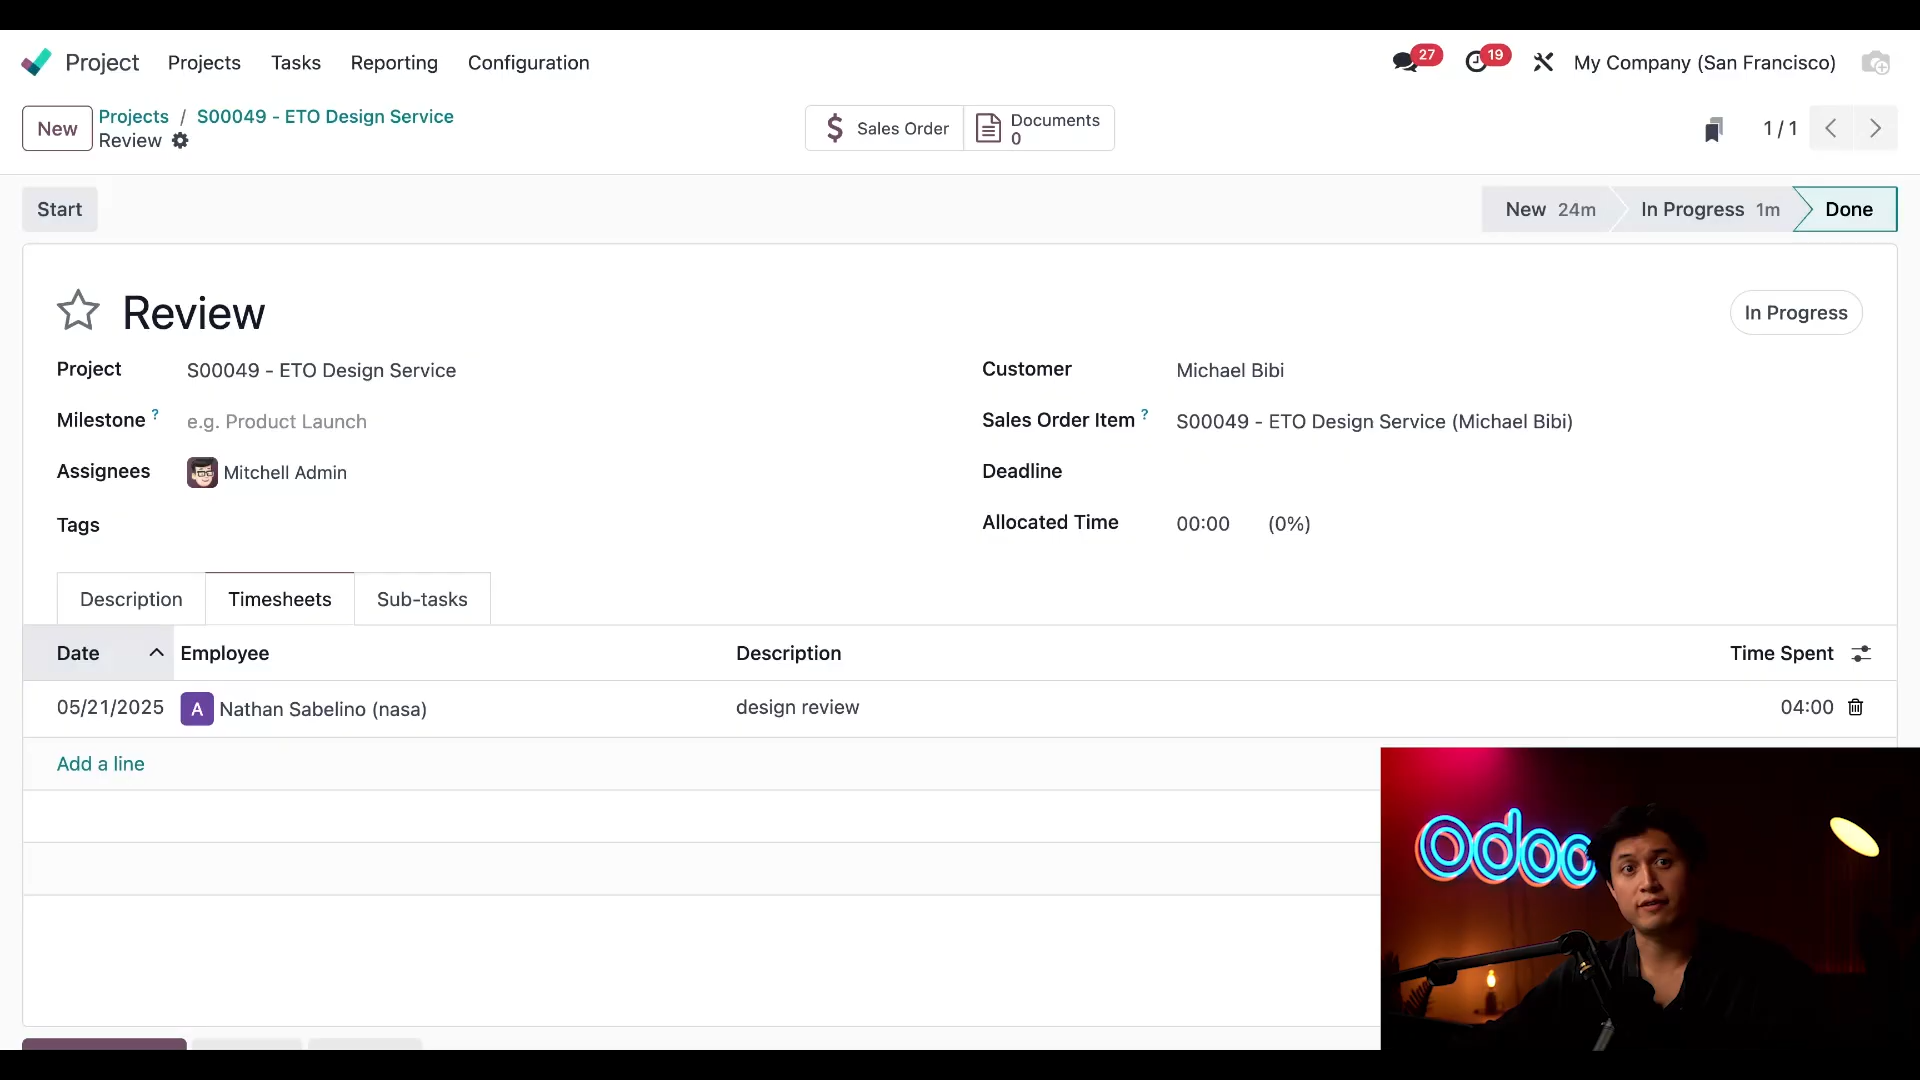 Project Projects Tasks Reporting Configuration 27 19 My Company (San Francisco)
New Projects / S00049 - ETO Design Service
Review
Sales Order Documents 0
1 / 1
Start New 24m In Progress 1m Done
Review In Progress
Project S00049 - ETO Design Service Customer Michael Bibi
Milestone ? e.g. Product Launch Sales Order Item ? S00049 - ETO Design Service (Michael Bibi)
Assignees Mitchell Admin Deadline
Tags Allocated Time 00:00 (0%)
Description Timesheets Sub-tasks
Date Employee Description Time Spent
05/21/2025 A Nathan Sabelino (nasa) design review 04:00
Add a line
odoo